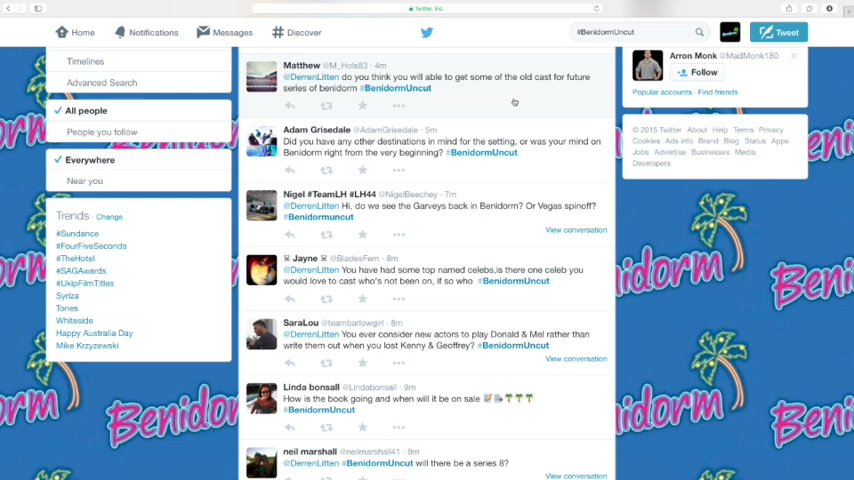 Twitter, Inc.
Home
Notifications
Messages
Discover
#BenidormUncut
Tweet
Timelines
Advanced Search
All people
People you follow
Everywhere
Near you
Trends · Change
#Sundance
#FourFiveSeconds
#TheHotel
#SAGAwards
#UkipFilmTitles
Syriza
Tories
Whiteside
Happy Australia Day
Mike Krzyzewski
Matthew @M_Hols83 · 4m
@DerrenLitten do you think you will able to get some of the old cast for future
series of benidorm #BenidormUncut
Adam Grisedale @AdamGrisedale · 5m
Did you have any other destinations in mind for the setting, or was your mind on
Benidorm right from the very beginning? #BenidormUncut
Nigel #TeamLH #LH44 @NigelBeechey · 7m
@DerrenLitten Hi, do we see the Garveys back in Benidorm? Or Vegas spinoff?
#Benidormuncut
View conversation
Jayne @BladesFem · 8m
@DerrenLitten You have had some top named celebs,is there one celeb you
would love to cast who's not been on, if so who #BenidormUncut
SaraLou @teambarlowgirl · 8m
@DerrenLitten You ever consider new actors to play Donald & Mel rather than
write them out when you lost Kenny & Geoffrey? #BenidormUncut
View conversation
Linda bonsall @Lindabonsall · 9m
How is the book going and when will it be on sale
#BenidormUncut
neil marshall @neilmarshall41 · 9m
@DerrenLitten #BenidormUncut will there be a series 8?
View conversation
Arron Monk @MadMonk180
Follow
Popular accounts · Find friends
© 2015 Twitter About Help Terms Privacy
Cookies Ads info Brand Blog Status Apps
Jobs Advertise Businesses Media
Developers
Benidorm
Benidorm